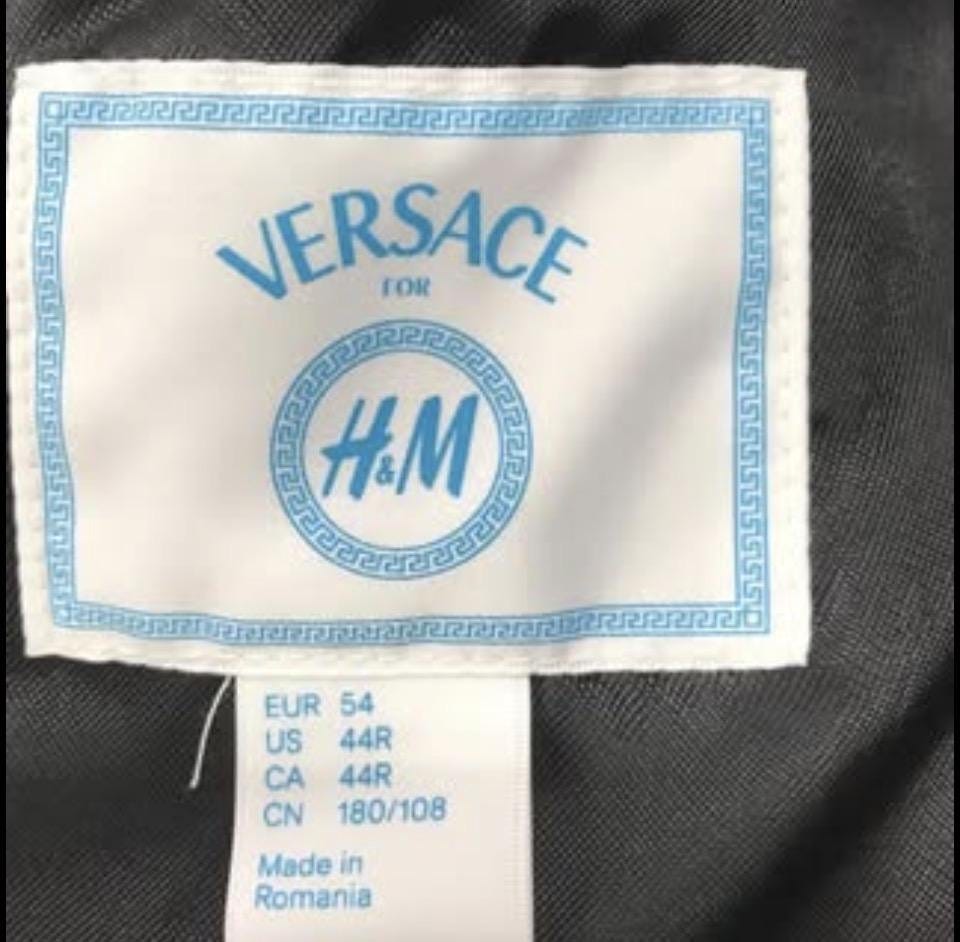 VERSACE
FOR
H&M
EUR 54
US 44R
CA 44R
CN 180/108
Made in
Romania